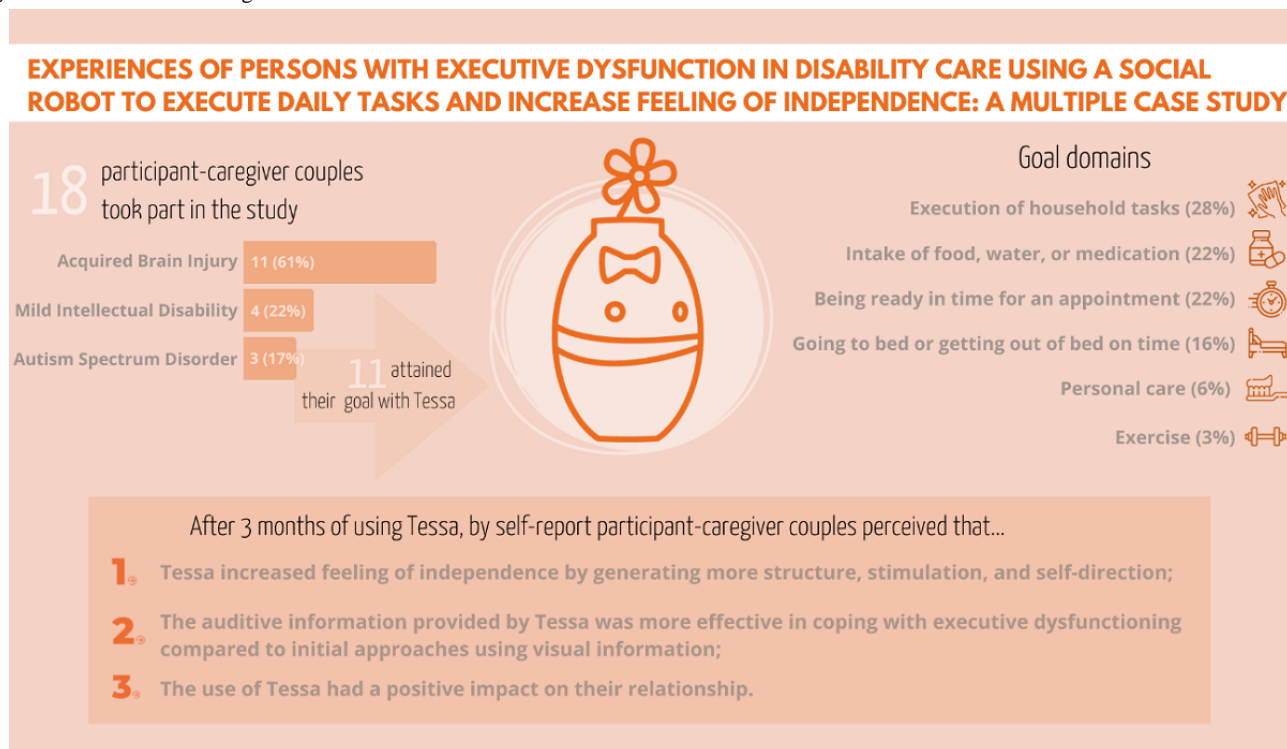 EXPERIENCES OF PERSONS WITH EXECUTIVE DYSFUNCTION IN DISABILITY CARE USING A SOCIAL
ROBOT TO EXECUTE DAILY TASKS AND INCREASE FEELING OF INDEPENDENCE: A MULTIPLE CASE STUDY
18 participant-caregiver couples
took part in the study
Acquired Brain Injury 11 (61%)
Mild Intellectual Disability 4 (22%)
Autism Spectrum Disorder 3 (17%)
11 attained
their goal with Tessa
Goal domains
Execution of household tasks (28%)
Intake of food, water, or medication (22%)
Being ready in time for an appointment (22%)
Going to bed or getting out of bed on time (16%)
Personal care (6%)
Exercise (3%)
After 3 months of using Tessa, by self-report participant-caregiver couples perceived that...
1. Tessa increased feeling of independence by generating more structure, stimulation, and self-direction;
2. The auditive information provided by Tessa was more effective in coping with executive dysfunctioning
compared to initial approaches using visual information;
3. The use of Tessa had a positive impact on their relationship.